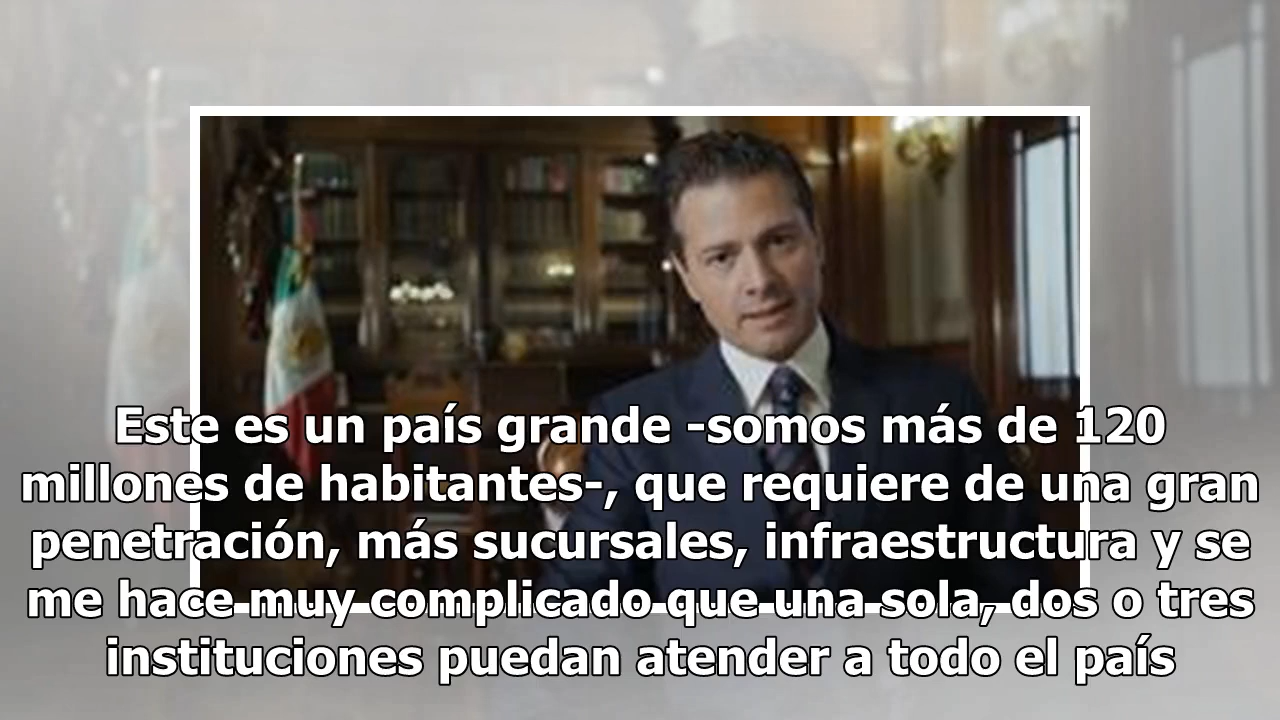 Este es un país grande -somos más de 120
millones de habitantes-, que requiere de una gran
penetración, más sucursales, infraestructura y se
me hace muy complicado que una sola, dos o tres
instituciones puedan atender a todo el país